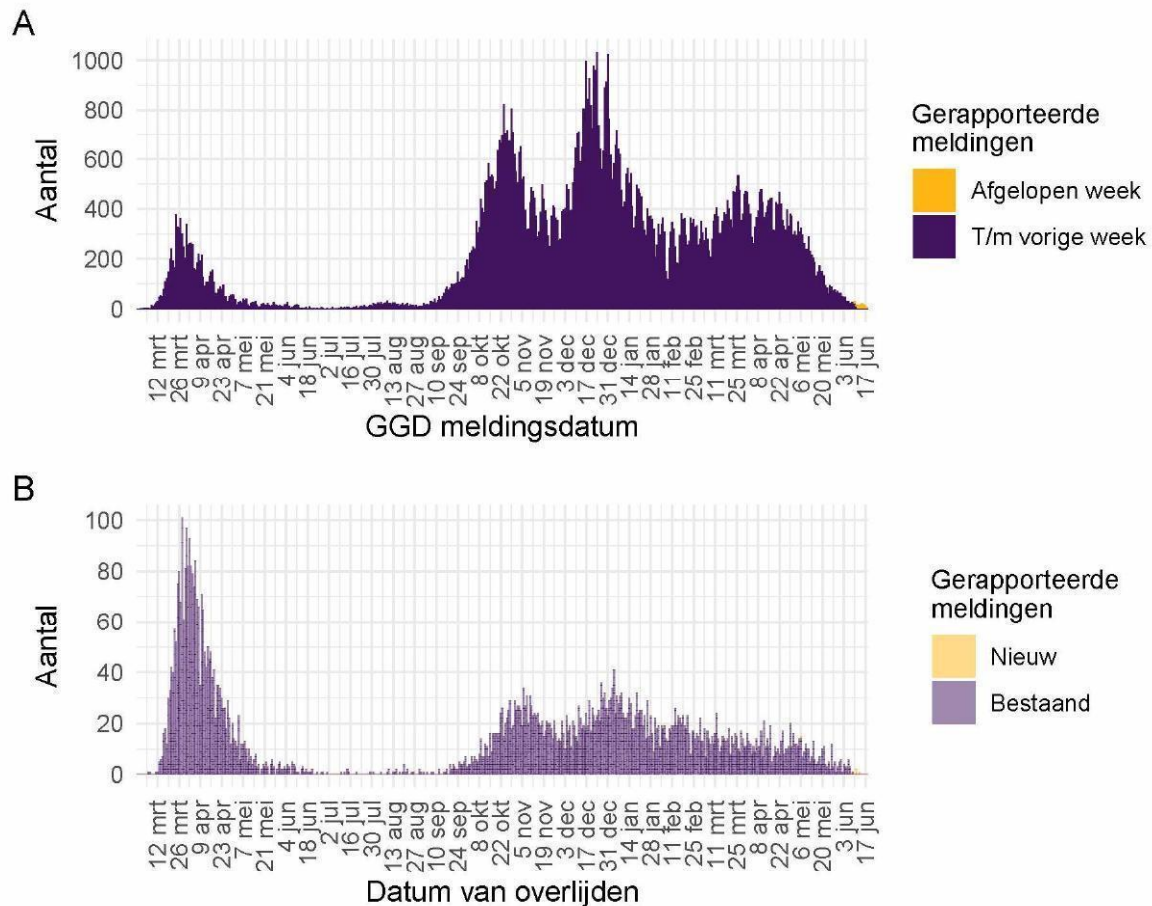 A
1000
800
600
400
200
0
Aantal
12 mrt
26 mrt
9 apr
23 apr
7 mei
21 mei
4 jun
18 jun
2 jul
16 jul
30 jul
13 aug
27 aug
10 sep
24 sep
8 okt
22 okt
5 nov
19 nov
3 dec
17 dec
31 dec
14 jan
28 jan
11 feb
25 feb
11 mrt
25 mrt
8 apr
22 apr
6 mei
20 mei
3 jun
17 jun
GGD meldingsdatum
Gerapporteerde
meldingen
Afgelopen week
T/m vorige week
B
100
80
60
40
20
0
Aantal
12 mrt
26 mrt
9 apr
23 apr
7 mei
21 mei
4 jun
18 jun
2 jul
16 jul
30 jul
13 aug
27 aug
10 sep
24 sep
8 okt
22 okt
5 nov
19 nov
3 dec
17 dec
31 dec
14 jan
28 jan
11 feb
25 feb
11 mrt
25 mrt
8 apr
22 apr
6 mei
20 mei
3 jun
17 jun
Datum van overlijden
Gerapporteerde
meldingen
Nieuw
Bestaand